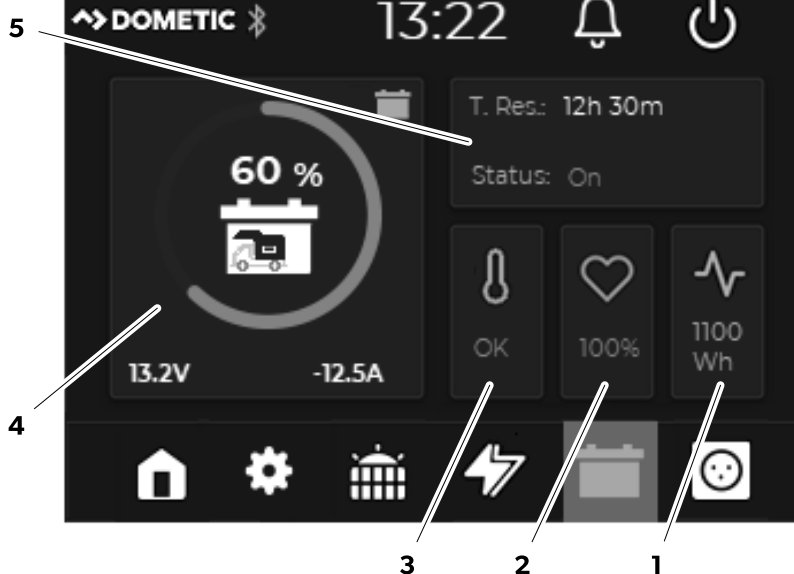 5
DOMETIC
13:22
T. Res.: 12h 30m
60 %
Status: On
OK
100%
1100
Wh
13.2V
-12.5A
4
3
2
1